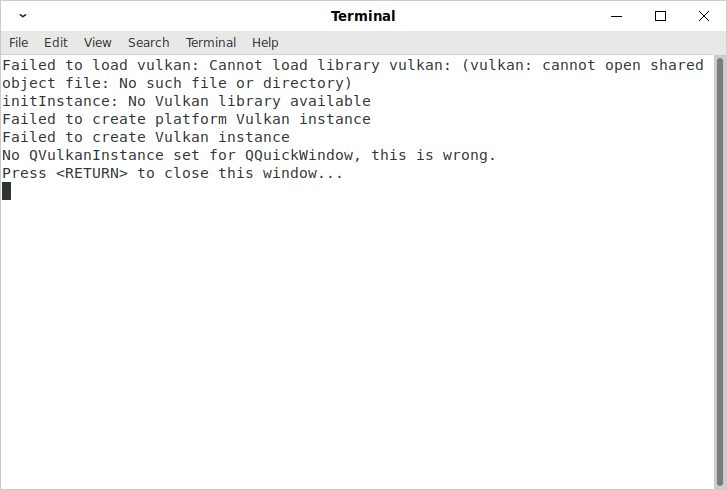 Terminal
File Edit View Search Terminal Help
Failed to load vulkan: Cannot load library vulkan: (vulkan: cannot open shared
object file: No such file or directory)
initInstance: No Vulkan library available
Failed to create platform Vulkan instance
Failed to create Vulkan instance
No QVulkanInstance set for QQuickWindow, this is wrong.
Press <RETURN> to close this window...